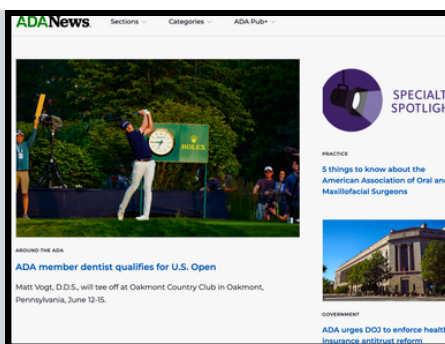 ADANews.
Sections
Categories
ADA Pub+
ROLEX
SPECIALT
SPOTLIGH
PRACTICE
5 things to know about the
American Association of Oral and
Maxillofacial Surgeons
AROUND THE ADA
ADA member dentist qualifies for U.S. Open
Matt Vogt, D.D.S., will tee off at Oakmont Country Club in Oakmont,
Pennsylvania, June 12-15.
GOVERNMENT
ADA urges DOJ to enforce health
insurance antitrust reform